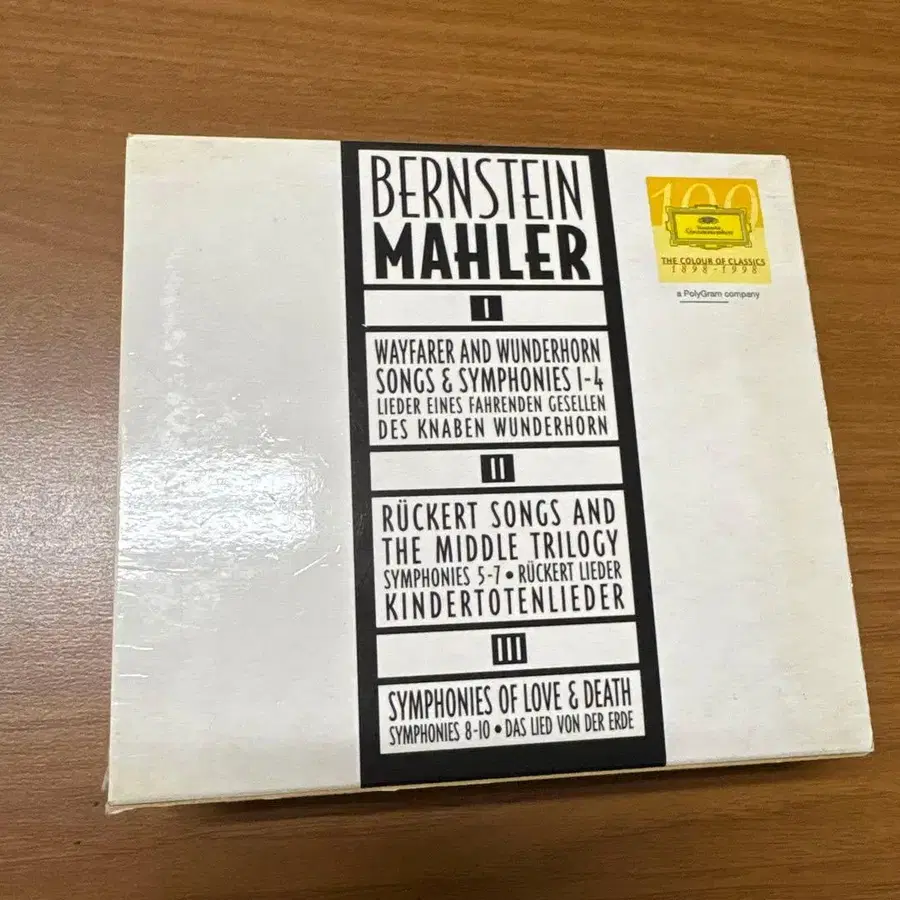 BERNSTEIN
MAHLER
I
WAYFARER AND WUNDERHORN
SONGS & SYMPHONIES I-4
LIEDER EINES FAHRENDEN GESELLEN
DES KNABEN WUNDERHORN
II
RÜCKERT SONGS AND
THE MIDDLE TRILOGY
SYMPHONIES 5-7 • RÜCKERT LIEDER
KINDERTOTENLIEDER
III
SYMPHONIES OF LOVE & DEATH
SYMPHONIES 8-10 • DAS LIED VON DER ERDE
100
Deutsche
Grammophon
THE COLOUR OF CLASSICS
1898-1998
a PolyGram company